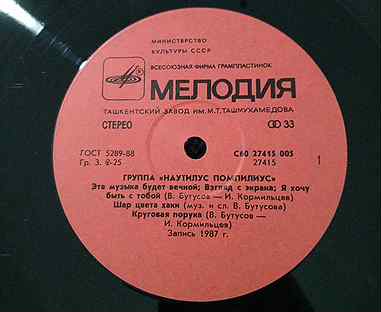 МИНИСТЕРСТВО
КУЛЬТУРЫ СССР
ВСЕСОЮЗНАЯ ФИРМА ГРАМПЛАСТИНОК
МЕЛОДИЯ
ТАШКЕНТСКИЙ ЗАВОД ИМ. М.Т. ТАШМУХАМЕДОВА
СТЕРЕО 33
ГОСТ 5289-88 С60 27415 005
Гр. 3. 2-25 27415
1
ГРУППА «НАУТИЛУС ПОМПИЛИУС»
Эта музыка будет вечной; Взгляд с экрана; Я хочу
быть с тобой (В. Бутусов — И. Кормильцев)
Шар цвета хаки (муз. и сл. В. Бутусова)
Круговая порука (В. Бутусов —
И. Кормильцев)
Запись 1987 г.